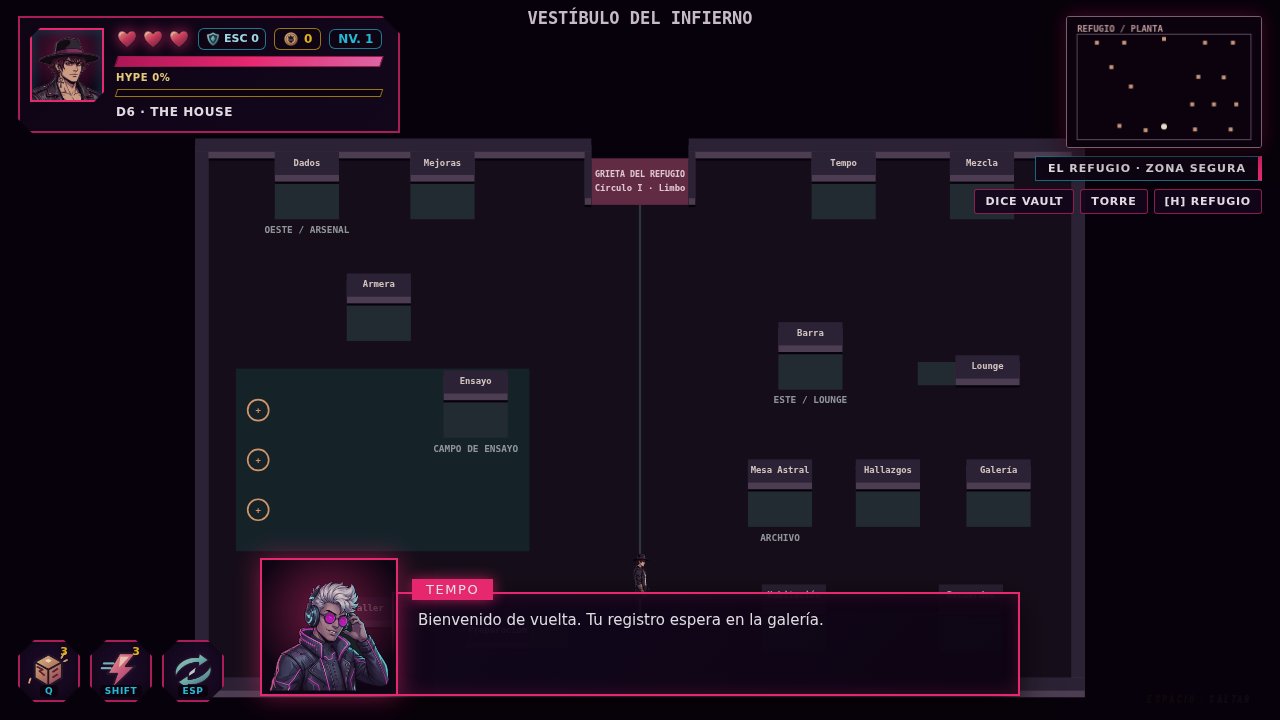 VESTÍBULO DEL INFIERNO
ESC 0
0
NV. 1
HYPE 0%
D6 · THE HOUSE
REFUGIO / PLANTA
EL REFUGIO · ZONA SEGURA
DICE VAULT
TORRE
[H] REFUGIO
Dados
Mejoras
GRIETA DEL REFUGIO
Círculo I · Limbo
Tempo
Mezcla
OESTE / ARSENAL
Armera
Barra
Lounge
ESTE / LOUNGE
Ensayo
+
+
+
CAMPO DE ENSAYO
Mesa Astral
Hallazgos
Galería
ARCHIVO
TEMPO
Bienvenido de vuelta. Tu registro espera en la galería.
3
Q
3
SHIFT
ESP